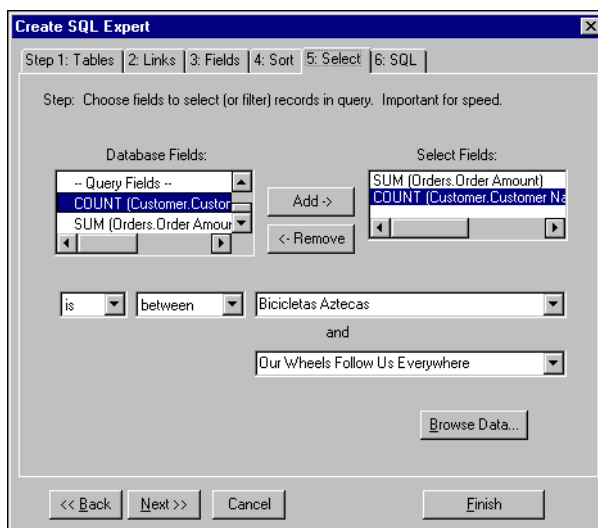 Create SQL Expert
Step 1: Tables 2: Links 3: Fields 4: Sort 5: Select 6: SQL
Step: Choose fields to select (or filter) records in query. Important for speed.
Database Fields: Select Fields:
-- Query Fields --
COUNT (Customer.Custor
SUM (Orders.Order Amour
Add ->
<- Remove
SUM (Orders.Order Amount)
COUNT (Customer.Customer Na
is between Bicicletas Aztecas
and
Our Wheels Follow Us Everywhere
Browse Data...
<< Back Next >> Cancel Finish